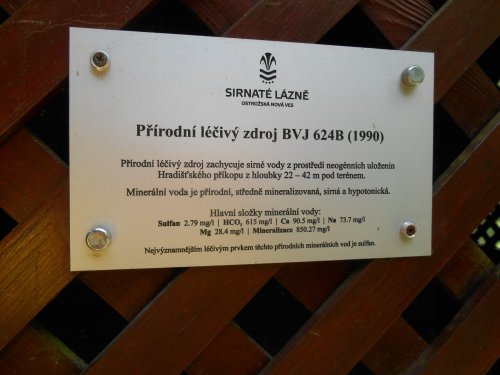 SIRNATÉ LÁZNĚ
OSTROŽSKÁ NOVÁ VES
Přírodní léčivý zdroj BVJ 624B (1990)
Přírodní léčivý zdroj zachycuje sirné vody z prostředí neogénních uloženin
Hradišťského příkopu z hloubky 22 – 42 m pod terénem.
Minerální voda je přírodní, středně mineralizovaná, sirná a hypotonická.
Hlavní složky minerální vody:
Sulfan 2.79 mg/l | HCO3 615 mg/l | Ca 90.5 mg/l | Na 73.7 mg/l
Mg 28.4 mg/l | Mineralizace 850.27 mg/l
Nejvýznamnějším léčivým prvkem těchto přírodních minerálních vod je sulfan.